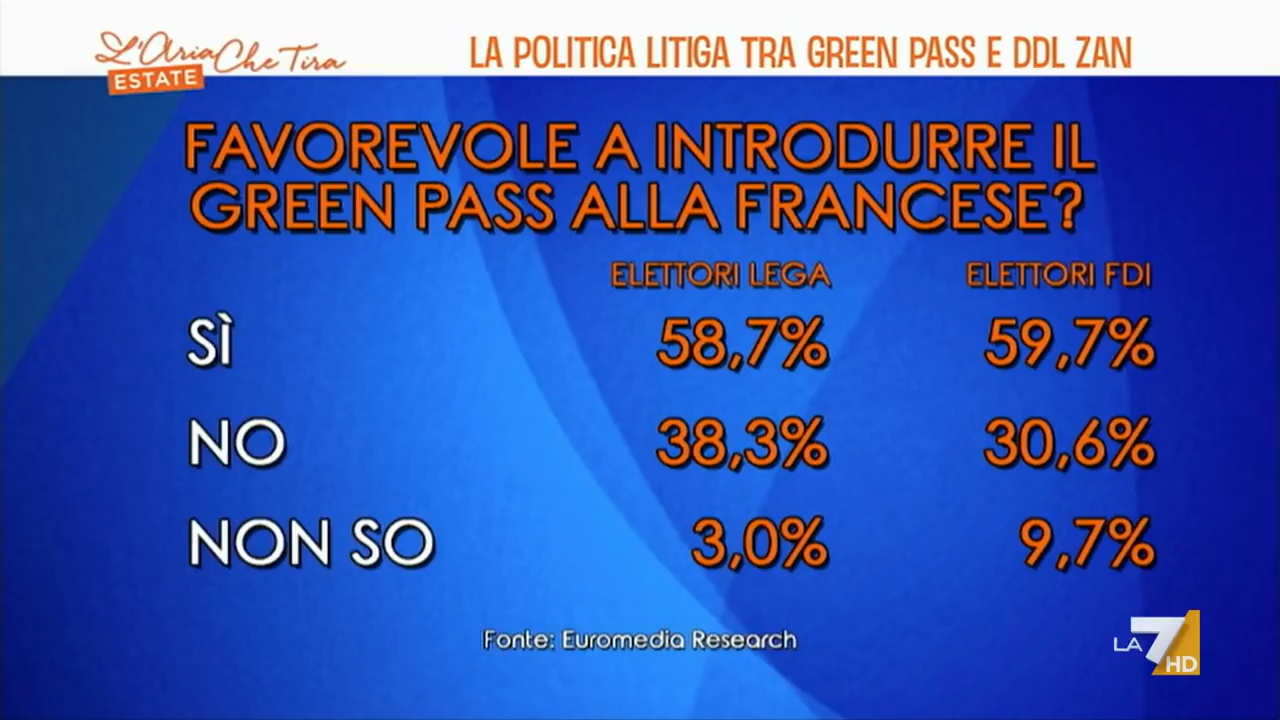 L'Aria Che Tira
ESTATE
LA POLITICA LITIGA TRA GREEN PASS E DDL ZAN
FAVOREVOLE A INTRODURRE IL
GREEN PASS ALLA FRANCESE?
ELETTORI LEGA ELETTORI FDI
SÌ 58,7% 59,7%
NO 38,3% 30,6%
NON SO 3,0% 9,7%
Fonte: Euromedia Research
LA 7 HD